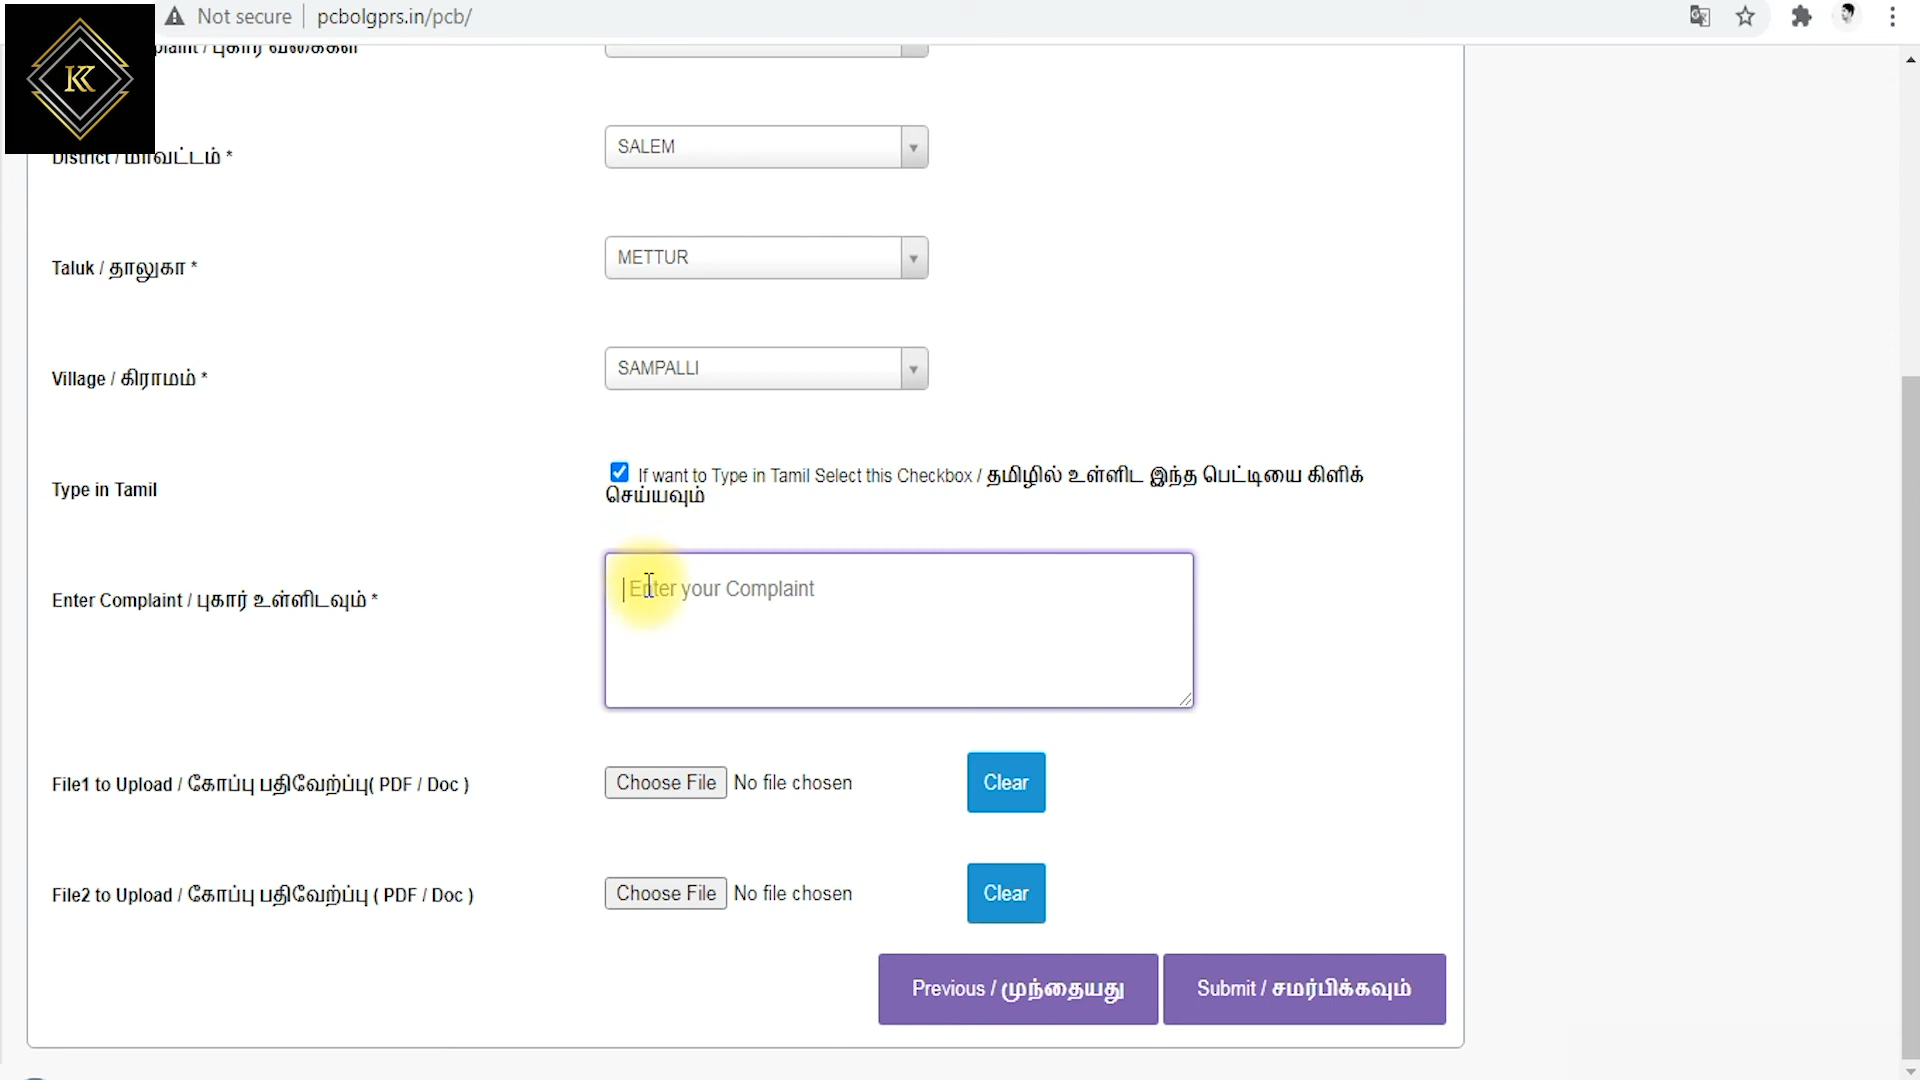 Not secure
pcbolgprs.in/pcb/
District / மாவட்டம் *
SALEM
Taluk / தாலுகா *
METTUR
Village / கிராமம் *
SAMPALLI
Type in Tamil
If want to Type in Tamil Select this Checkbox / தமிழில் உள்ளிட இந்த பெட்டியை கிளிக்
செய்யவும்
Enter Complaint / புகார் உள்ளிடவும் *
Enter your Complaint
File1 to Upload / கோப்பு பதிவேற்ப்பு( PDF / Doc )
Choose File No file chosen
Clear
File2 to Upload / கோப்பு பதிவேற்ப்பு ( PDF / Doc )
Choose File No file chosen
Clear
Previous / முந்தையது
Submit / சமர்பிக்கவும்